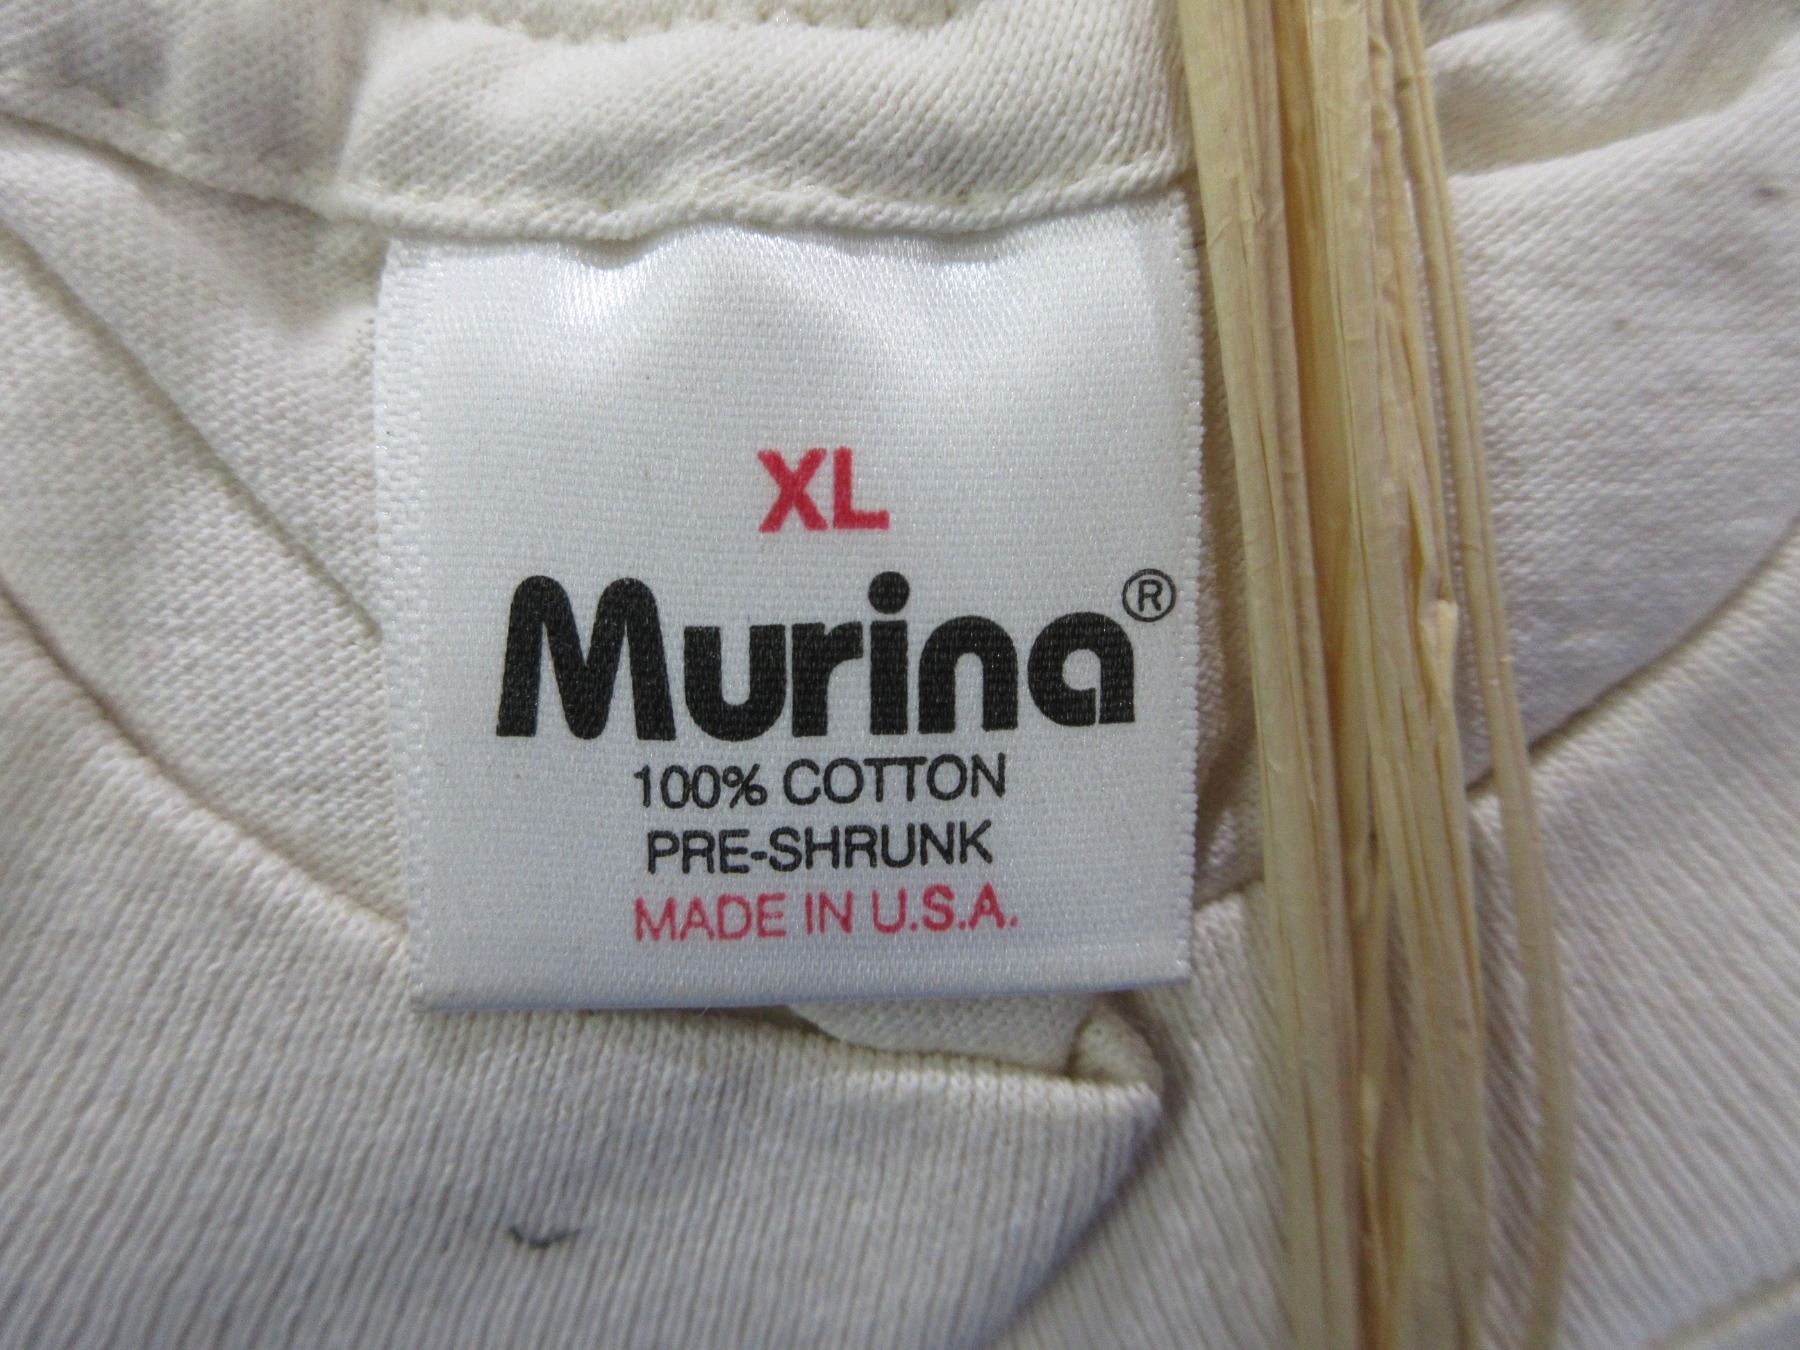 XL
Murina®
100% COTTON
PRE-SHRUNK
MADE IN U.S.A.